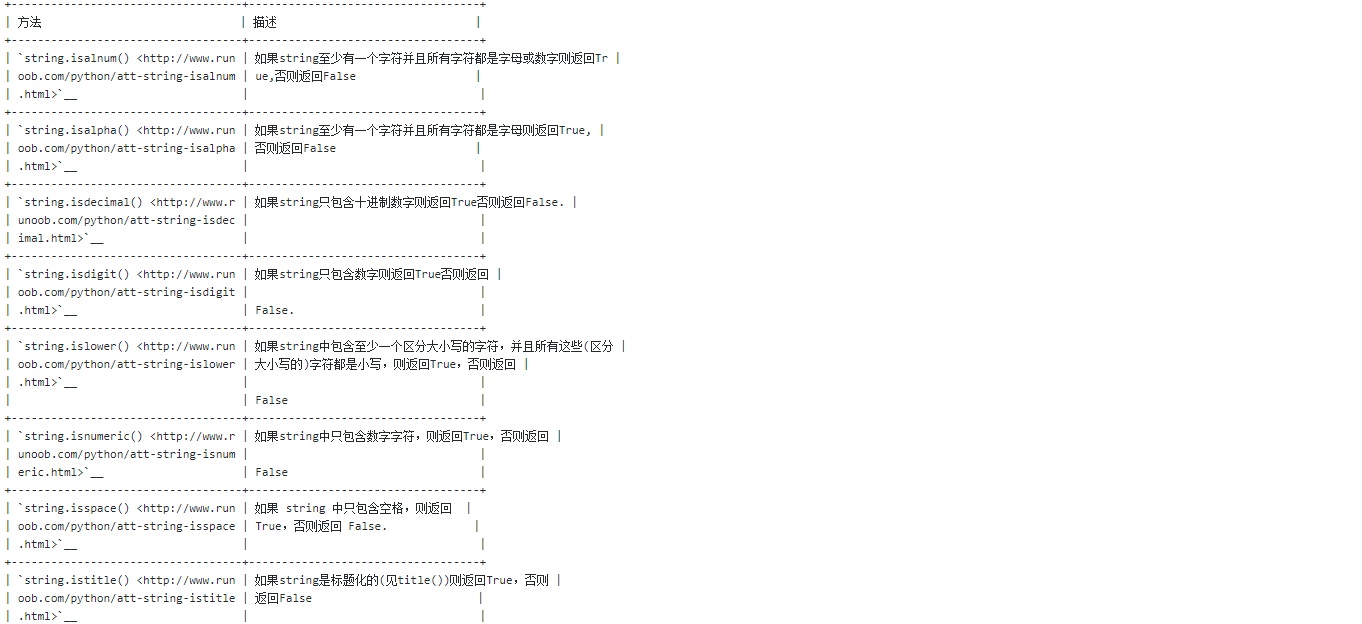 +--------------------------------+--------------------------------+
| 方法 | 描述 |
+--------------------------------+--------------------------------+
| `string.isalnum() <http://www.run | 如果string至少有一个字符并且所有字符都是字母或数字则返回Tr |
| oob.com/python/att-string-isalnum | ue,否则返回False |
| .html>`__ | |
+--------------------------------+--------------------------------+
| `string.isalpha() <http://www.run | 如果string至少有一个字符并且所有字符都是字母则返回True, |
| oob.com/python/att-string-isalpha | 否则返回False |
| .html>`__ | |
+--------------------------------+--------------------------------+
| `string.isdecimal() <http://www.r | 如果string只包含十进制数字则返回True否则返回False. |
| unoob.com/python/att-string-isdec | |
| imal.html>`__ | |
+--------------------------------+--------------------------------+
| `string.isdigit() <http://www.run | 如果string只包含数字则返回True否则返回 |
| oob.com/python/att-string-isdigit | |
| .html>`__ | False. |
+--------------------------------+--------------------------------+
| `string.islower() <http://www.run | 如果string中包含至少一个区分大小写的字符，并且所有这些(区分 |
| oob.com/python/att-string-islower | 大小写的)字符都是小写，则返回True，否则返回 |
| .html>`__ | |
| | False |
+--------------------------------+--------------------------------+
| `string.isnumeric() <http://www.r | 如果string中只包含数字字符，则返回True，否则返回 |
| unoob.com/python/att-string-isnum | |
| eric.html>`__ | False |
+--------------------------------+--------------------------------+
| `string.isspace() <http://www.run | 如果 string 中只包含空格，则返回 |
| oob.com/python/att-string-isspace | True，否则返回 False. |
| .html>`__ | |
+--------------------------------+--------------------------------+
| `string.istitle() <http://www.run | 如果string是标题化的(见title())则返回True，否则 |
| oob.com/python/att-string-istitle | 返回False |
| .html>`__ | |